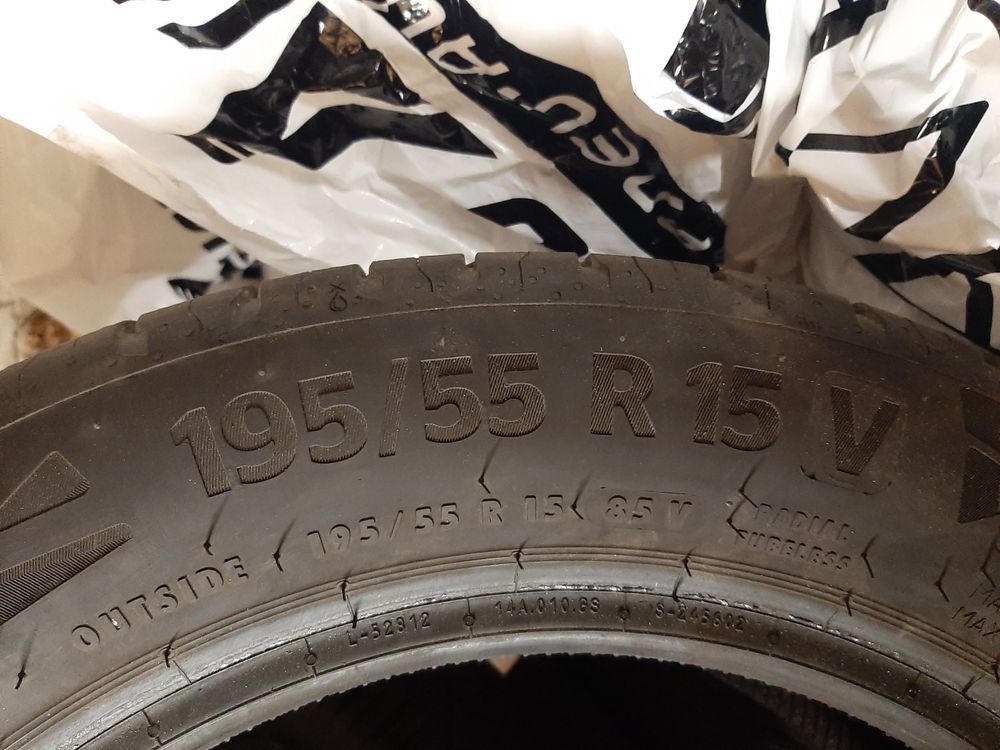 195/55 R 15 V
OUTSIDE 195/55 R 15 85 V RADIAL
TUBELESS
L-52812 14A.010.GS S-245602